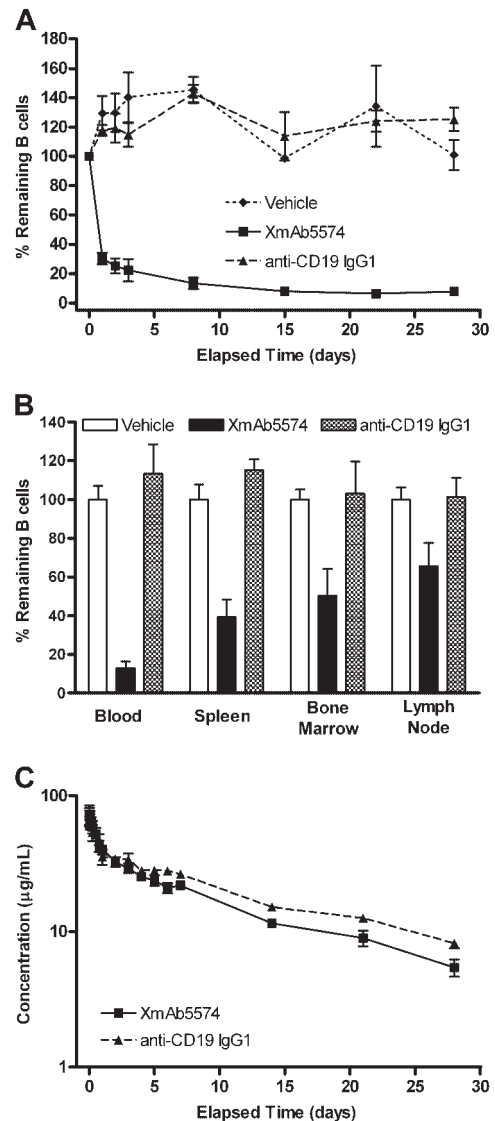 A
180
160
140
120
100
80
60
40
20
0
% Remaining B cells
Vehicle
XmAb5574
anti-CD19 IgG1
0 5 10 15 20 25 30
Elapsed Time (days)
B
140
120
100
80
60
40
20
0
% Remaining B cells
Vehicle XmAb5574 anti-CD19 IgG1
Blood Spleen Bone Marrow Lymph Node
C
100
10
1
Concentration (μg/mL)
XmAb5574
anti-CD19 IgG1
0 5 10 15 20 25 30
Elapsed Time (days)